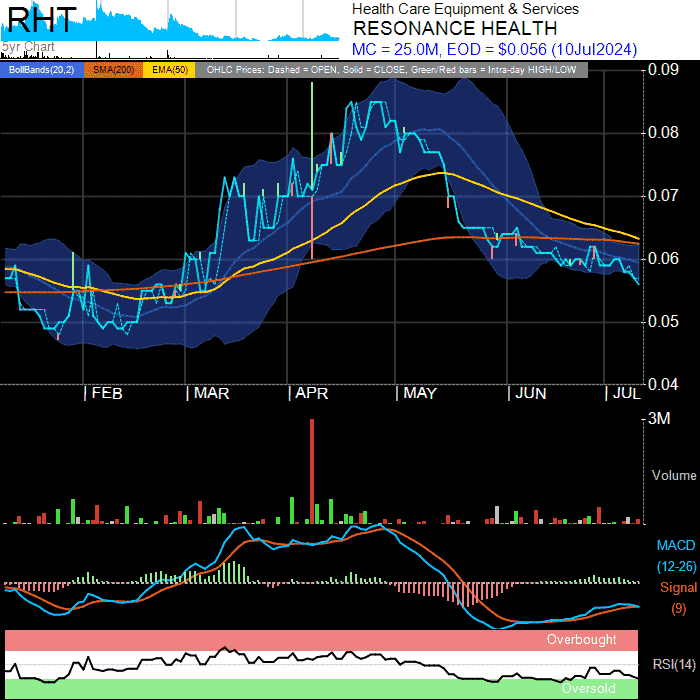 RHT
Health Care Equipment & Services
RESONANCE HEALTH
5yr Chart
MC = 25.0M, EOD = $0.056 (10Jul2024)
BollBands(20,2) SMA(200) EMA(50) OHLC Prices: Dashed = OPEN, Solid = CLOSE, Green/Red bars = Intra-day HIGH/LOW
0.09
0.08
0.07
0.06
0.05
0.04
FEB MAR APR MAY JUN JUL
3M
Volume
MACD
(12-26)
Signal
(9)
Overbought
RSI(14)
Oversold